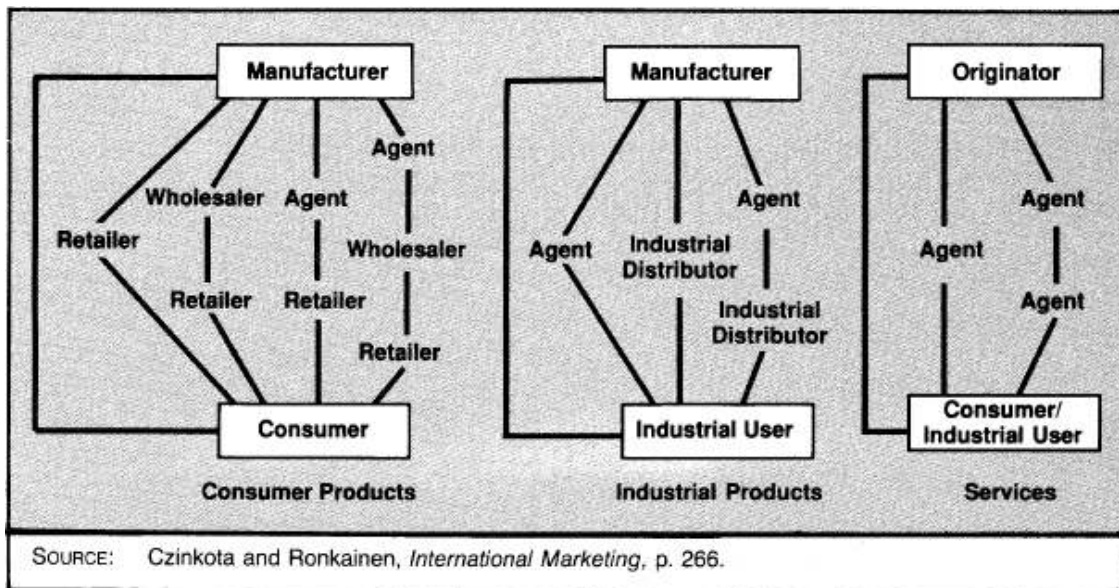 Manufacturer
Agent
Wholesaler
Agent
Retailer
Wholesaler
Retailer
Retailer
Retailer
Consumer
Consumer Products
Manufacturer
Agent
Agent
Industrial
Distributor
Industrial
Distributor
Industrial User
Industrial Products
Originator
Agent
Agent
Agent
Consumer/
Industrial User
Services
SOURCE: Czinkota and Ronkainen, International Marketing, p. 266.